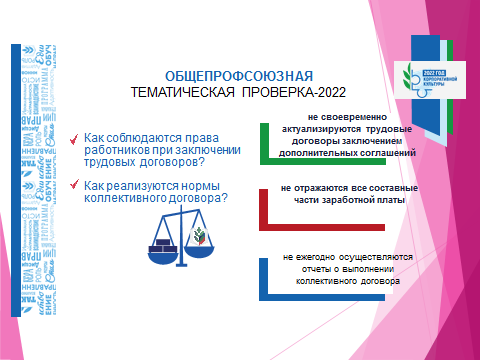 2022 ГОД
КОРПОРАТИВНОЙ
КУЛЬТУРЫ
ОБЩЕПРОФСОЮЗНАЯ
ТЕМАТИЧЕСКАЯ ПРОВЕРКА-2022
Как соблюдаются права
работников при заключении
трудовых договоров?
Как реализуются нормы
коллективного договора?
не своевременно
актуализируются трудовые
договоры заключением
дополнительных соглашений
не отражаются все составные
части заработной платы
не ежегодно осуществляются
отчеты о выполнении
коллективного договора